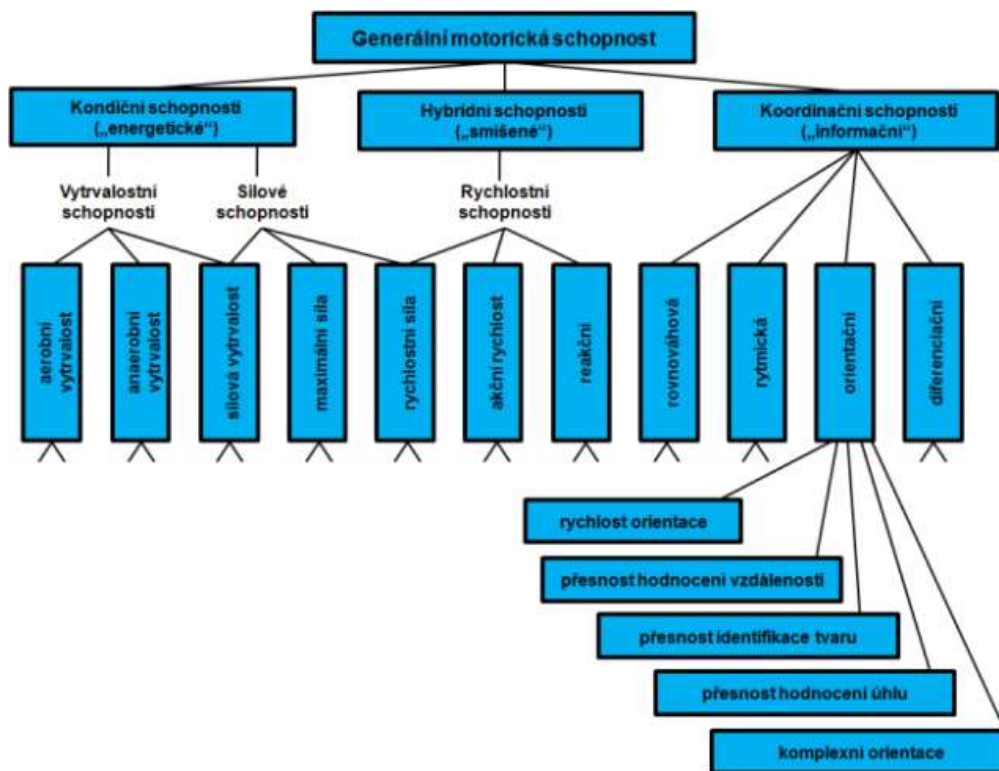 Generální motorická schopnost
Kondiční schopnosti
(„energetické“)
Hybridní schopnosti
(„smíšené“)
Koordinační schopnosti
(„informační“)
Vytrvalostní
schopnosti
Silové
schopnosti
Rychlostní
schopnosti
aerobní
vytrvalost
anaerobní
vytrvalost
silová vytrvalost
maximální síla
rychlostní síla
akční rychlost
reakční
rovnováhová
rytmická
orientační
diferenciační
rychlost orientace
přesnost hodnocení vzdálenosti
přesnost identifikace tvaru
přesnost hodnocení úhlu
komplexní orientace